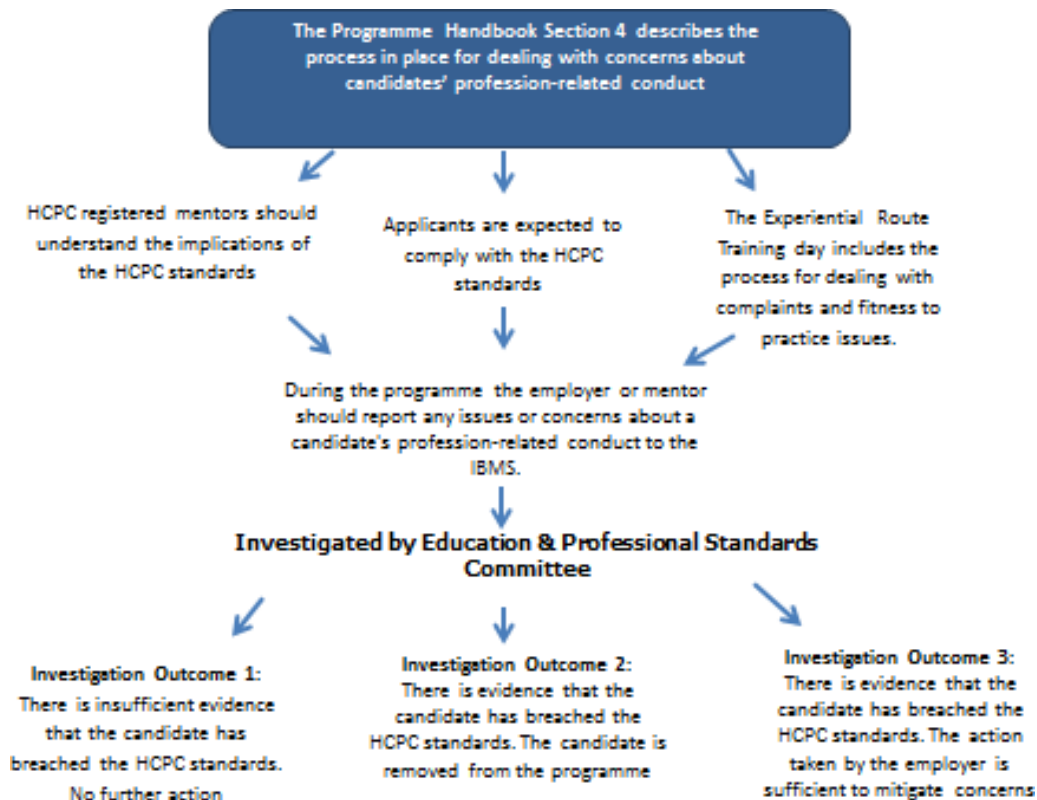 The Programme Handbook Section 4 describes the
process in place for dealing with concerns about
candidates' profession-related conduct
HCPC registered mentors should
understand the implications of
the HCPC standards
Applicants are expected to
comply with the HCPC
standards
The Experiential Route
Training day includes the
process for dealing with
complaints and fitness to
practice issues.
During the programme the employer or mentor
should report any issues or concerns about a
candidate's profession-related conduct to the
IBMS.
Investigated by Education & Professional Standards
Committee
Investigation Outcome 1:
There is insufficient evidence
that the candidate has
breached the HCPC standards.
No further action
Investigation Outcome 2:
There is evidence that the
candidate has breached the
HCPC standards. The candidate is
removed from the programme
Investigation Outcome 3:
There is evidence that the
candidate has breached the
HCPC standards. The action
taken by the employer is
sufficient to mitigate concerns